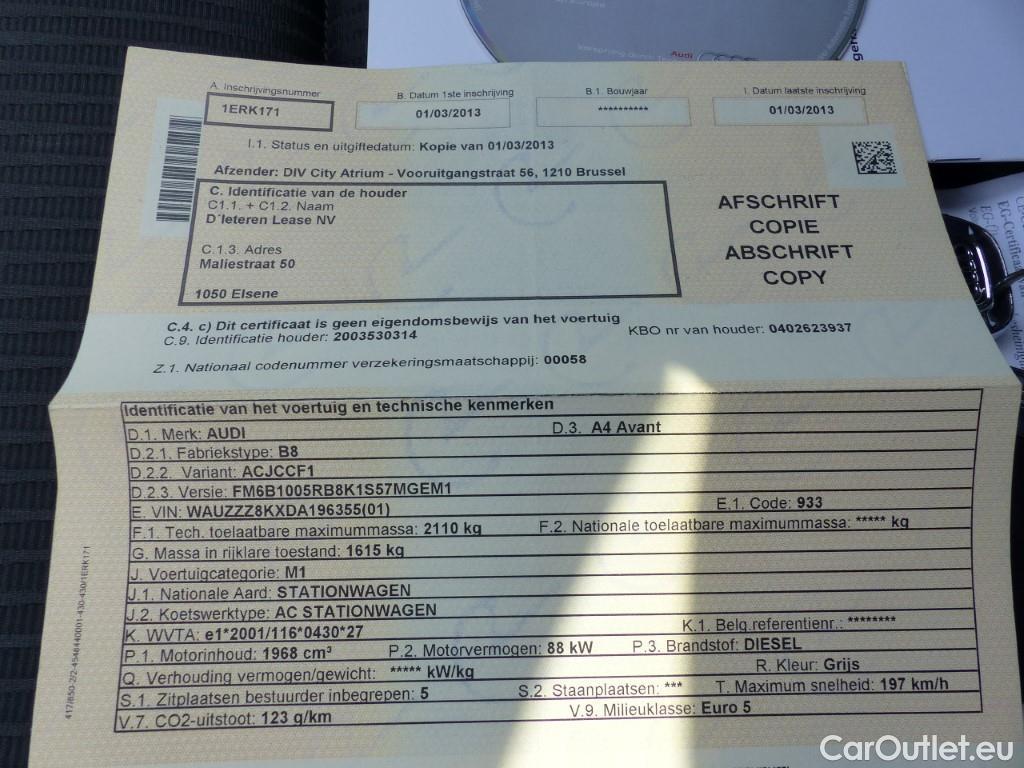 Audi
A. Inschrijvingsnummer
1ERK171
B. Datum 1ste inschrijving
01/03/2013
B.1. Bouwjaar
**********
I. Datum laatste inschrijving
01/03/2013
I.1. Status en uitgiftedatum: Kopie van 01/03/2013
Afzender: DIV City Atrium - Vooruitgangstraat 56, 1210 Brussel
C. Identificatie van de houder
C1.1. + C1.2. Naam
D'Ieteren Lease NV
C.1.3. Adres
Maliestraat 50
1050 Elsene
AFSCHRIFT
COPIE
ABSCHRIFT
COPY
C.4. c) Dit certificaat is geen eigendomsbewijs van het voertuig
C.9. Identificatie houder: 2003530314
KBO nr van houder: 0402623937
Z.1. Nationaal codenummer verzekeringsmaatschappij: 00058
Identificatie van het voertuig en technische kenmerken
D.1. Merk: AUDI
D.3. A4 Avant
D.2.1. Fabriekstype: B8
D.2.2. Variant: ACJCCF1
D.2.3. Versie: FM6B1005RB8K1S57MGEM1
E. VIN: WAUZZZ8KXDA196355(01)
E.1. Code: 933
F.1. Tech. toelaatbare maximummassa: 2110 kg
F.2. Nationale toelaatbare maximummassa: ***** kg
G. Massa in rijklare toestand: 1615 kg
J. Voertuigcategorie: M1
J.1. Nationale Aard: STATIONWAGEN
J.2. Koetswerktype: AC STATIONWAGEN
K. WVTA: e1*2001/116*0430*27
K.1. Belg.referentienr.: ********
P.1. Motorinhoud: 1968 cm³
P.2. Motorvermogen: 88 kW
P.3. Brandstof: DIESEL
Q. Verhouding vermogen/gewicht: ***** kW/kg
R. Kleur: Grijs
S.1. Zitplaatsen bestuurder inbegrepen: 5
S.2. Staanplaatsen: ***
T. Maximum snelheid: 197 km/h
V.7. CO2-uitstoot: 123 g/km
V.9. Milieuklasse: Euro 5
417/850-2/2-4548440001-430-430/1ERK171
CarOutlet.eu